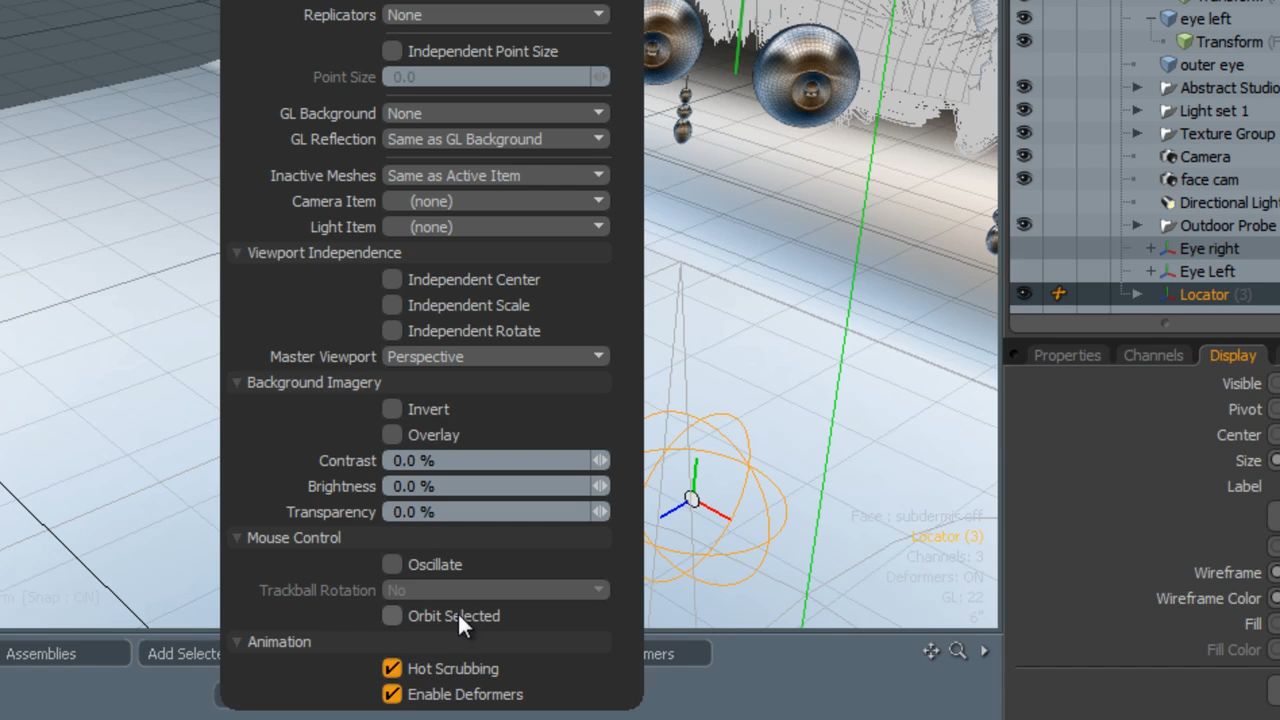 Replicators None
Independent Point Size
Point Size 0.0
GL Background None
GL Reflection Same as GL Background
Inactive Meshes Same as Active Item
Camera Item (none)
Light Item (none)
Viewport Independence
Independent Center
Independent Scale
Independent Rotate
Master Viewport Perspective
Background Imagery
Invert
Overlay
Contrast 0.0 %
Brightness 0.0 %
Transparency 0.0 %
Mouse Control
Oscillate
Trackball Rotation No
Orbit Selected
Animation
Hot Scrubbing
Enable Deformers
Face : subdermis off
Locator (3)
Channels: 3
Deformers: ON
GL: 22
6"
[Snap : ON]
Assemblies
Add Selecte
mers
eye left
Transform (F
outer eye
Abstract Studio
Light set 1
Texture Group
Camera
face cam
Directional Light
Outdoor Probe
Eye right
Eye Left
Locator (3)
Properties Channels Display
Visible
Pivot
Center
Size
Label
Wireframe
Wireframe Color
Fill
Fill Color